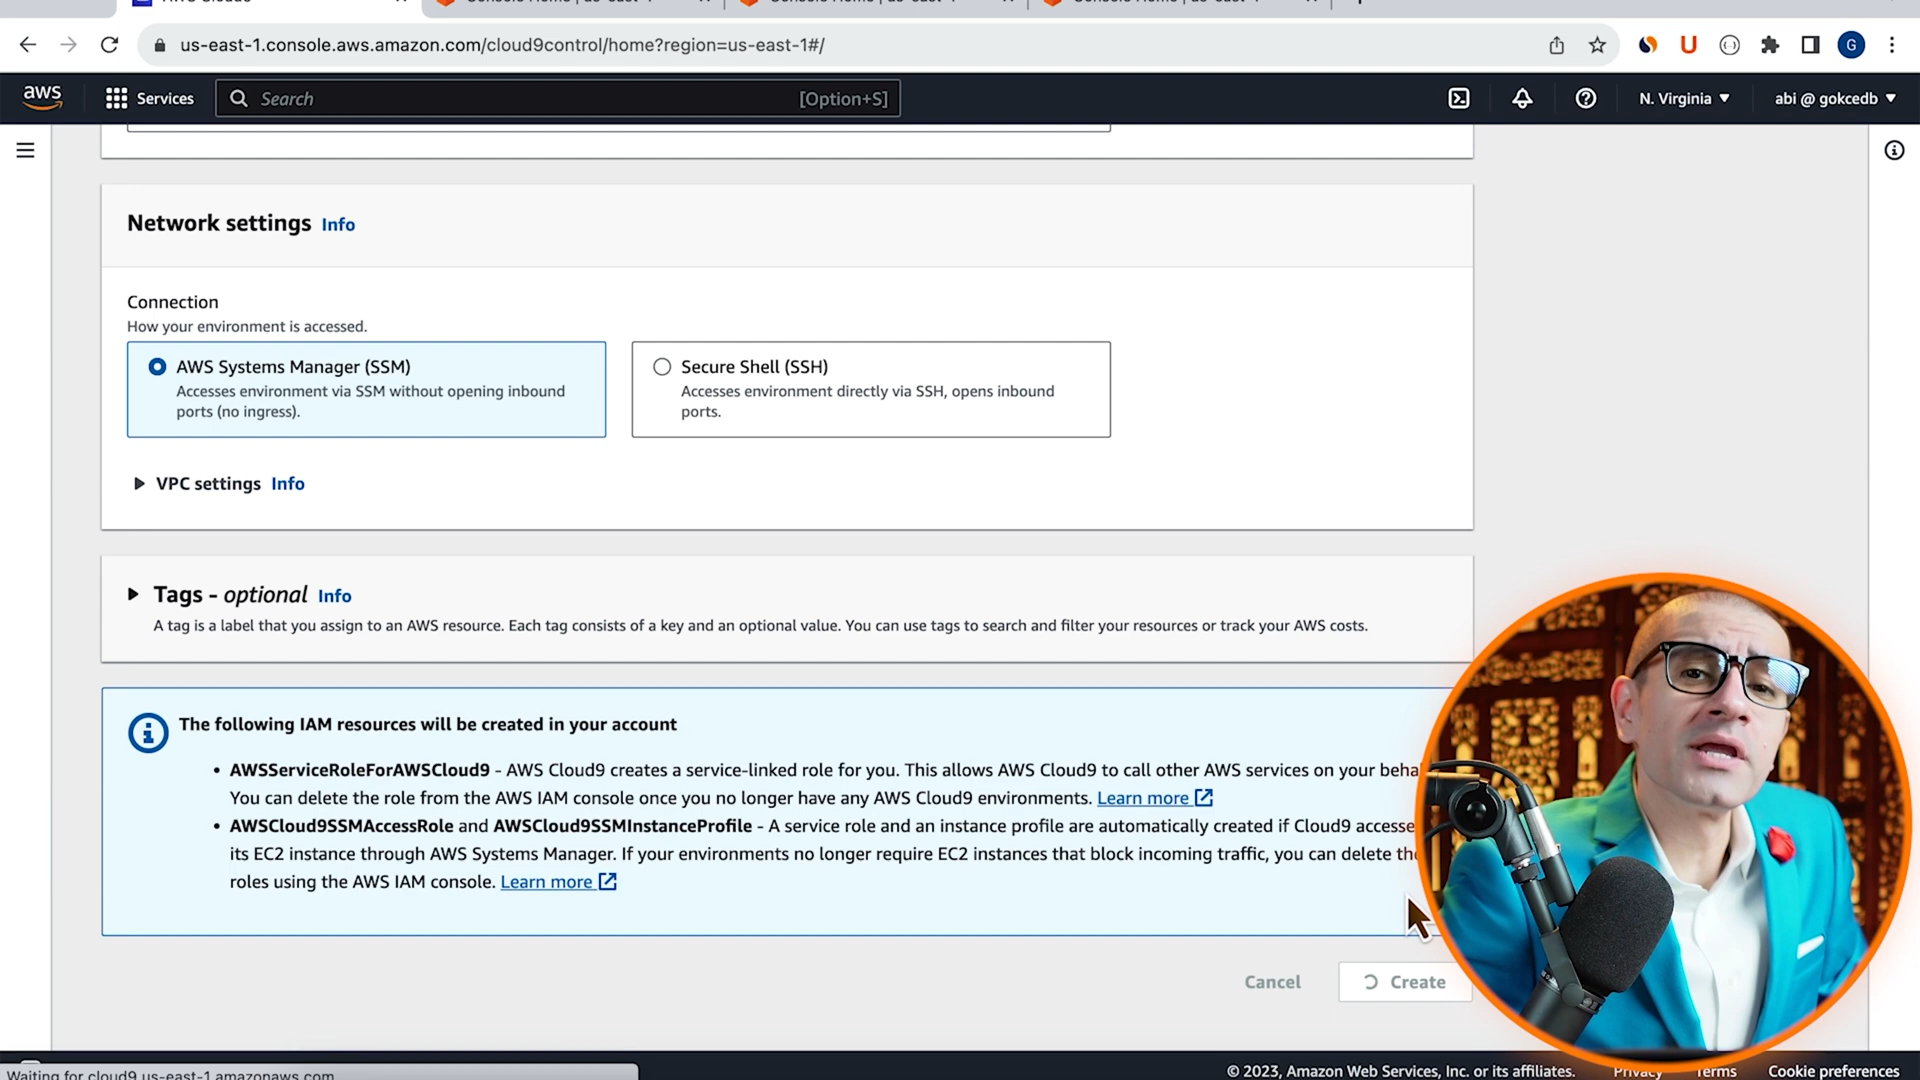 us-east-1.console.aws.amazon.com/cloud9control/home?region=us-east-1#/
G
aws
Services
Search
[Option+S]
N. Virginia
abi @ gokcedb
Network settings Info
Connection
How your environment is accessed.
AWS Systems Manager (SSM)
Accesses environment via SSM without opening inbound
ports (no ingress).
Secure Shell (SSH)
Accesses environment directly via SSH, opens inbound
ports.
VPC settings Info
Tags - optional Info
A tag is a label that you assign to an AWS resource. Each tag consists of a key and an optional value. You can use tags to search and filter your resources or track your AWS costs.
The following IAM resources will be created in your account
• AWSServiceRoleForAWSCloud9 - AWS Cloud9 creates a service-linked role for you. This allows AWS Cloud9 to call other AWS services on your
You can delete the role from the AWS IAM console once you no longer have any AWS Cloud9 environments. Learn more
• AWSCloud9SSMAccessRole and AWSCloud9SSMInstanceProfile - A service role and an instance profile are automatically created if Cloud9
its EC2 instance through AWS Systems Manager. If your environments no longer require EC2 instances that block incoming traffic, you can delete
roles using the AWS IAM console. Learn more
Cancel
Create
Waiting for cloud9.us-east-1.amazonaws.com
© 2023, Amazon Web Services, Inc. or its affiliates.
Privacy
Terms
Cookie preferences